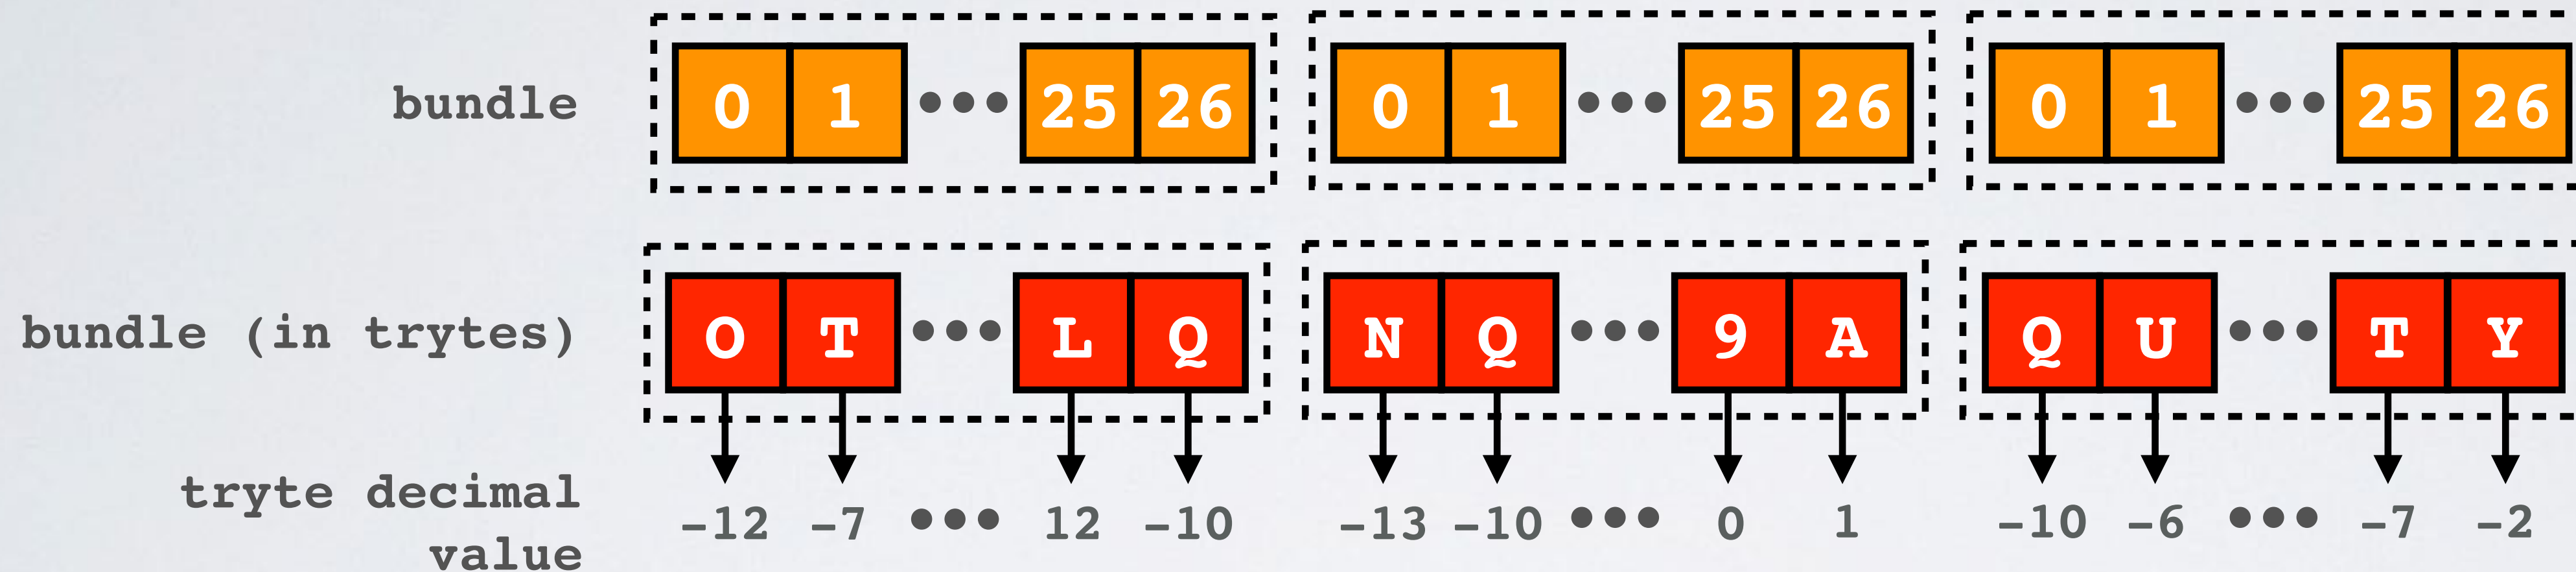 bundle 0 1 ••• 25 26 0 1 ••• 25 26 0 1 ••• 25 26
bundle (in trytes) O T ••• L Q N Q ••• 9 A Q U ••• T Y
tryte decimal
value
-12 -7 ••• 12 -10 -13 -10 ••• 0 1 -10 -6 ••• -7 -2